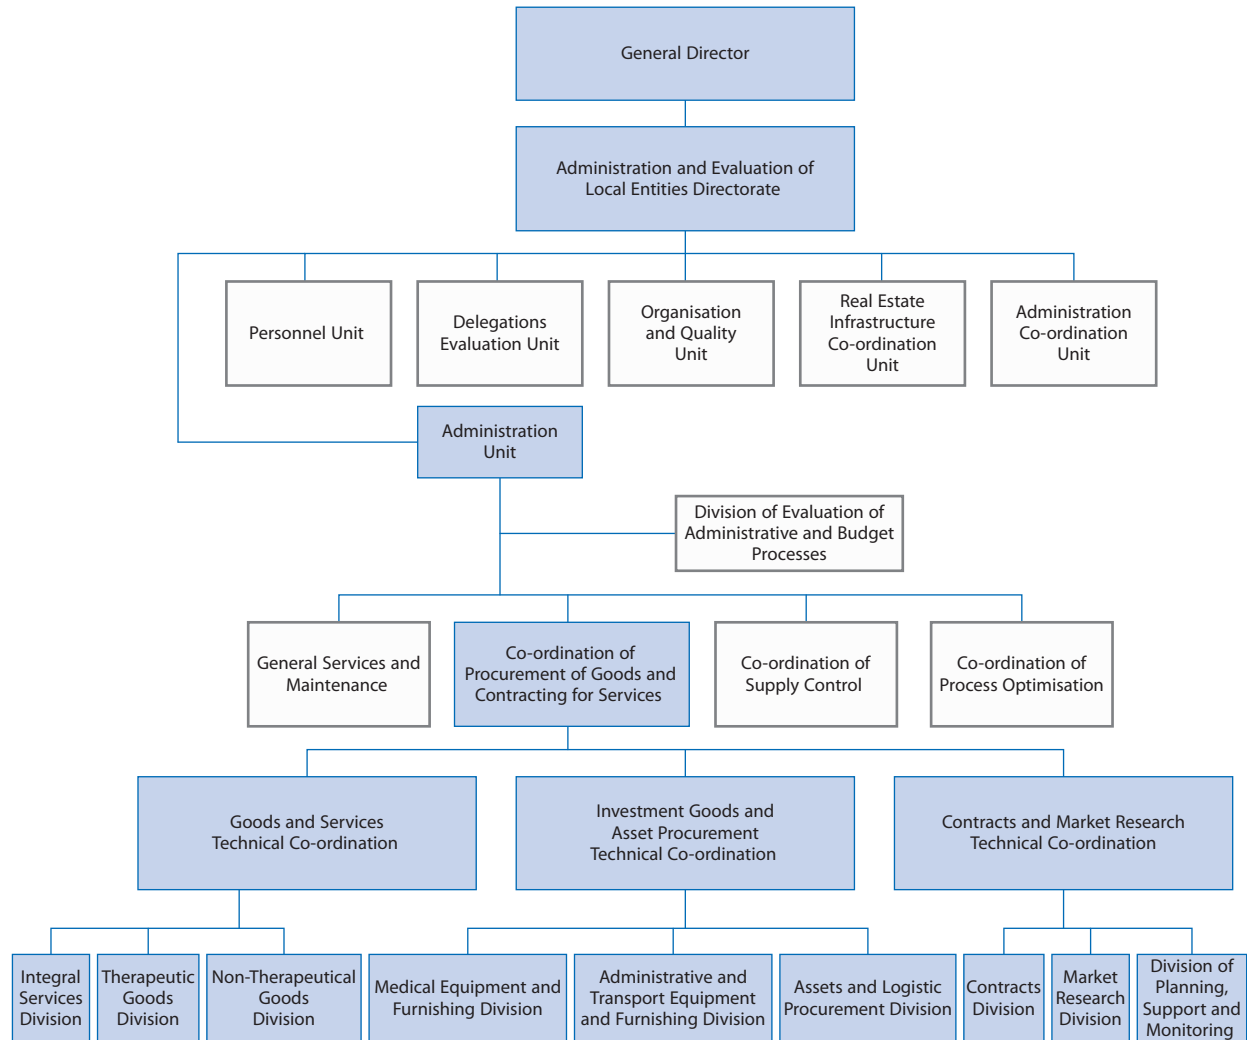 General Director
Administration and Evaluation of
Local Entities Directorate
Personnel Unit
Delegations
Evaluation Unit
Organisation
and Quality
Unit
Real Estate
Infrastructure
Co-ordination
Unit
Administration
Co-ordination
Unit
Administration
Unit
Division of Evaluation of
Administrative and Budget
Processes
General Services and
Maintenance
Co-ordination of
Procurement of Goods and
Contracting for Services
Co-ordination of
Supply Control
Co-ordination of
Process Optimisation
Goods and Services
Technical Co-ordination
Investment Goods and
Asset Procurement
Technical Co-ordination
Contracts and Market Research
Technical Co-ordination
Integral
Services
Division
Therapeutic
Goods
Division
Non-Therapeutical
Goods
Division
Medical Equipment and
Furnishing Division
Administrative and
Transport Equipment
and Furnishing Division
Assets and Logistic
Procurement Division
Contracts
Division
Market
Research
Division
Division of
Planning,
Support and
Monitoring